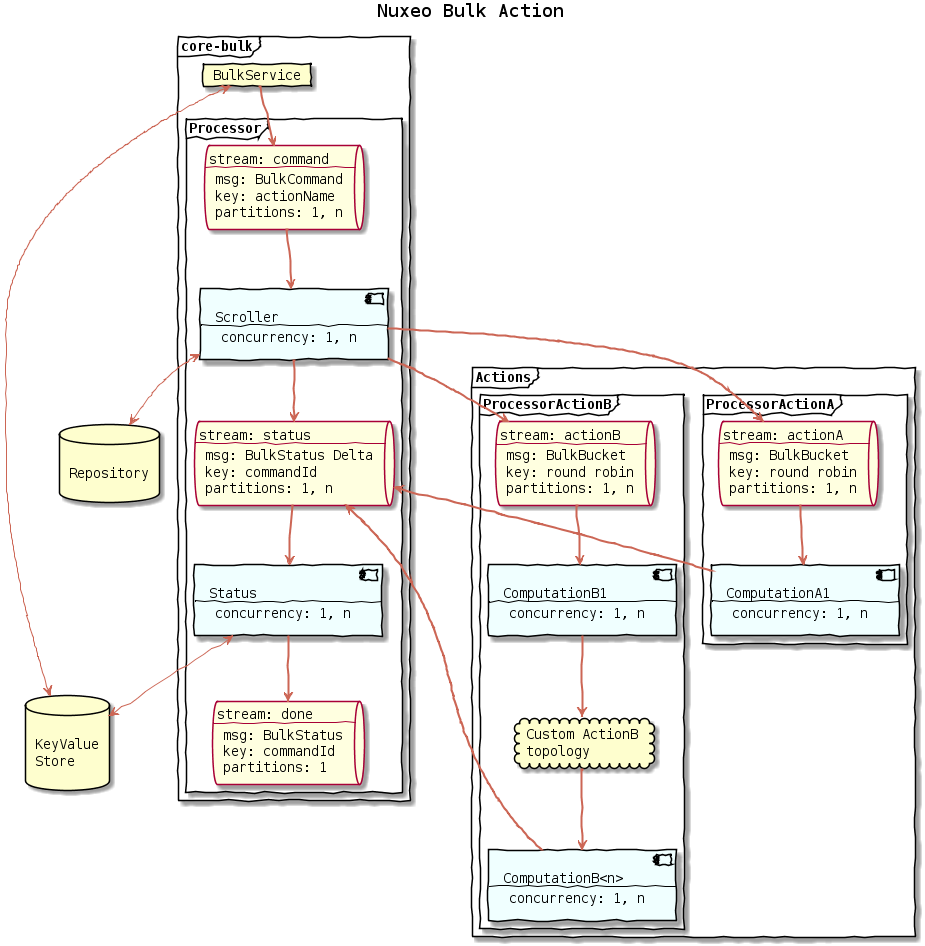 Nuxeo Bulk Action
core-bulk
BulkService
Processor
stream: command
msg: BulkCommand
key: actionName
partitions: 1, n
Scroller
concurrency: 1, n
Repository
stream: status
msg: BulkStatus Delta
key: commandId
partitions: 1, n
Status
concurrency: 1, n
KeyValue
Store
stream: done
msg: BulkStatus
key: commandId
partitions: 1
Actions
ProcessorActionB
stream: actionB
msg: BulkBucket
key: round robin
partitions: 1, n
ComputationB1
concurrency: 1, n
Custom ActionB
topology
ComputationB<n>
concurrency: 1, n
ProcessorActionA
stream: actionA
msg: BulkBucket
key: round robin
partitions: 1, n
ComputationA1
concurrency: 1, n